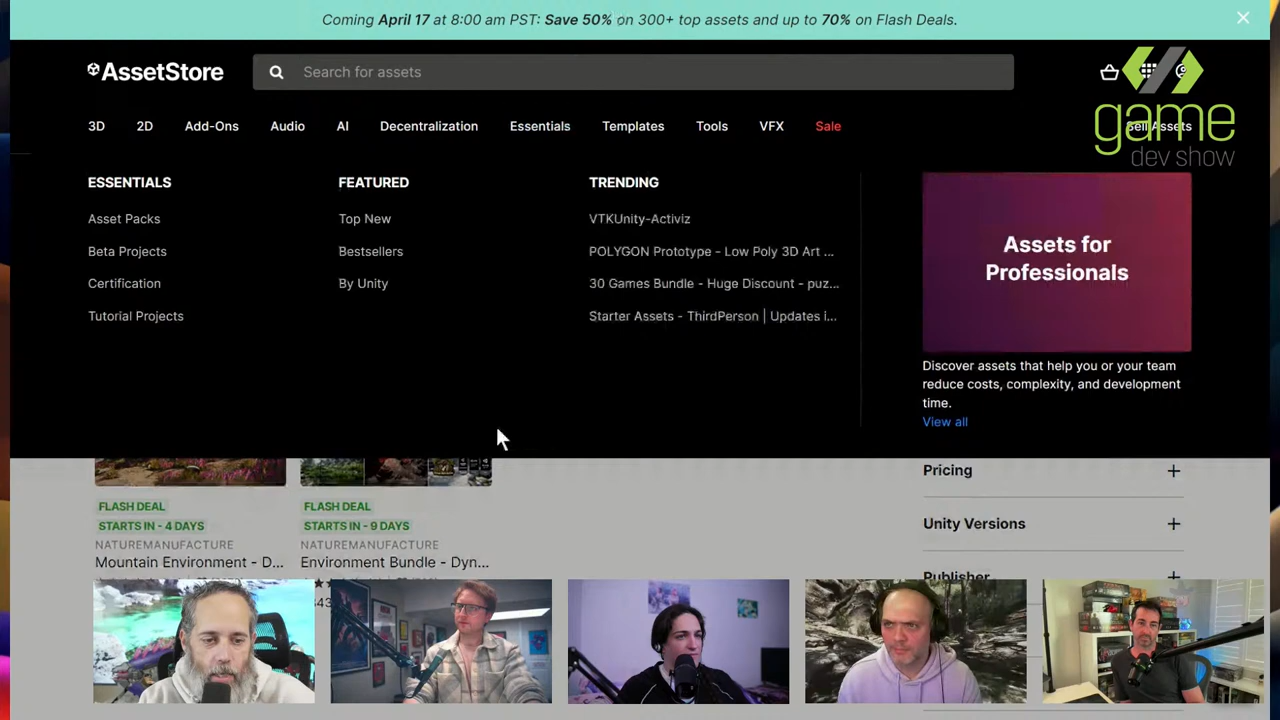 Coming April 17 at 8:00 am PST: Save 50% on 300+ top assets and up to 70% on Flash Deals.
AssetStore
Search for assets
game
dev show
3D 2D Add-Ons Audio AI Decentralization Essentials Templates Tools VFX Sale Sell Assets
ESSENTIALS
Asset Packs
Beta Projects
Certification
Tutorial Projects
FEATURED
Top New
Bestsellers
By Unity
TRENDING
VTKUnity-Activiz
POLYGON Prototype - Low Poly 3D Art ...
30 Games Bundle - Huge Discount - puz...
Starter Assets - ThirdPerson | Updates i...
Assets for
Professionals
Discover assets that help you or your team
reduce costs, complexity, and development
time.
View all
FLASH DEAL
STARTS IN - 4 DAYS
NATUREMANUFACTURE
Mountain Environment - D...
FLASH DEAL
STARTS IN - 9 DAYS
NATUREMANUFACTURE
Environment Bundle - Dyn...
Pricing
Unity Versions
Publisher